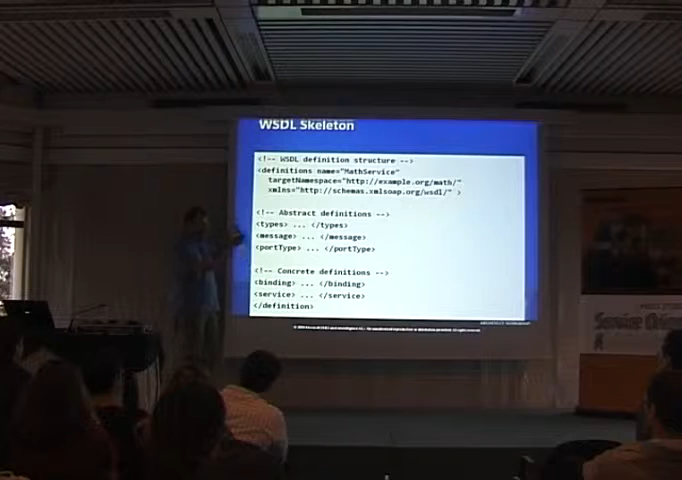 WSDL Skeleton
<!-- WSDL definition structure -->
<definitions name="MathService"
targetNamespace="http://example.org/math/"
xmlns="http://schemas.xmlsoap.org/wsdl/" >
<!-- Abstract definitions -->
<types> ... </types>
<message> ... </message>
<portType> ... </portType>
<!-- Concrete definitions -->
<binding> ... </binding>
<service> ... </service>
</definition>